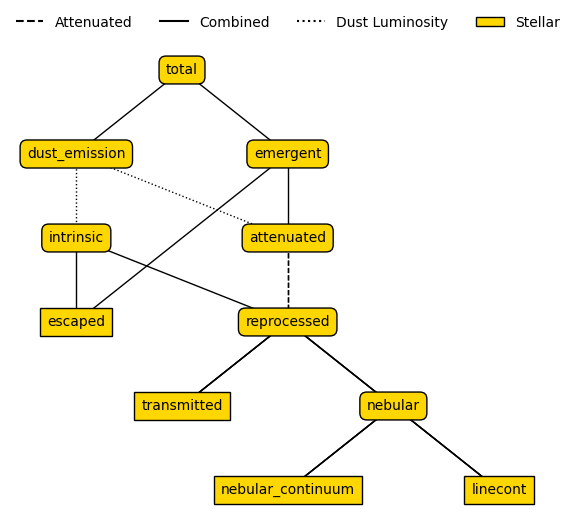 Attenuated Combined Dust Luminosity Stellar
total
dust_emission emergent
intrinsic attenuated
escaped reprocessed
transmitted nebular
nebular_continuum linecont